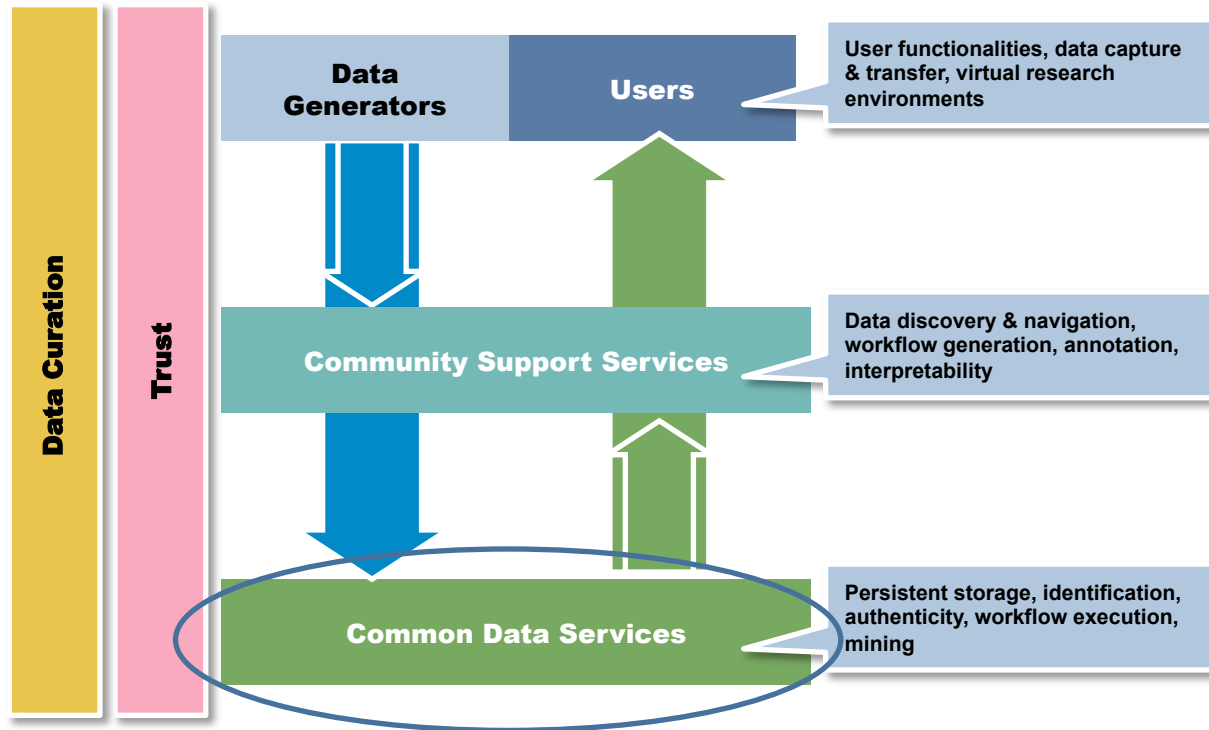 Data Curation
Trust
Data
Generators
Users
User functionalities, data capture
& transfer, virtual research
environments
Community Support Services
Data discovery & navigation,
workflow generation, annotation,
interpretability
Common Data Services
Persistent storage, identification,
authenticity, workflow execution,
mining